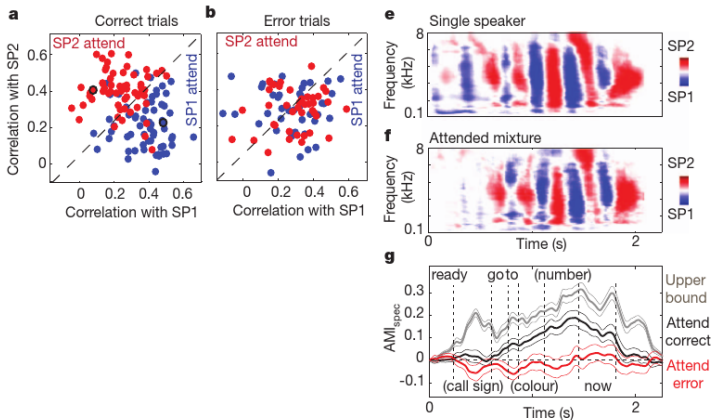 a
Correct trials
SP2 attend
SP1 attend
Correlation with SP2
0.6
0.4
0.2
0
0
0.2
0.4
0.6
Correlation with SP1
b
Error trials
SP2 attend
SP1 attend
0
0.2
0.4
0.6
Correlation with SP1
e
Single speaker
Frequency
(kHz)
8
0.1
SP2
SP1
f
Attended mixture
Frequency
(kHz)
8
0.1
SP2
SP1
0
2
Time (s)
g
ready
go to
(number)
(call sign)
(colour)
now
AMIspec
0.3
0.2
0.1
0
-0.1
0
2
Time (s)
Upper
bound
Attend
correct
Attend
error